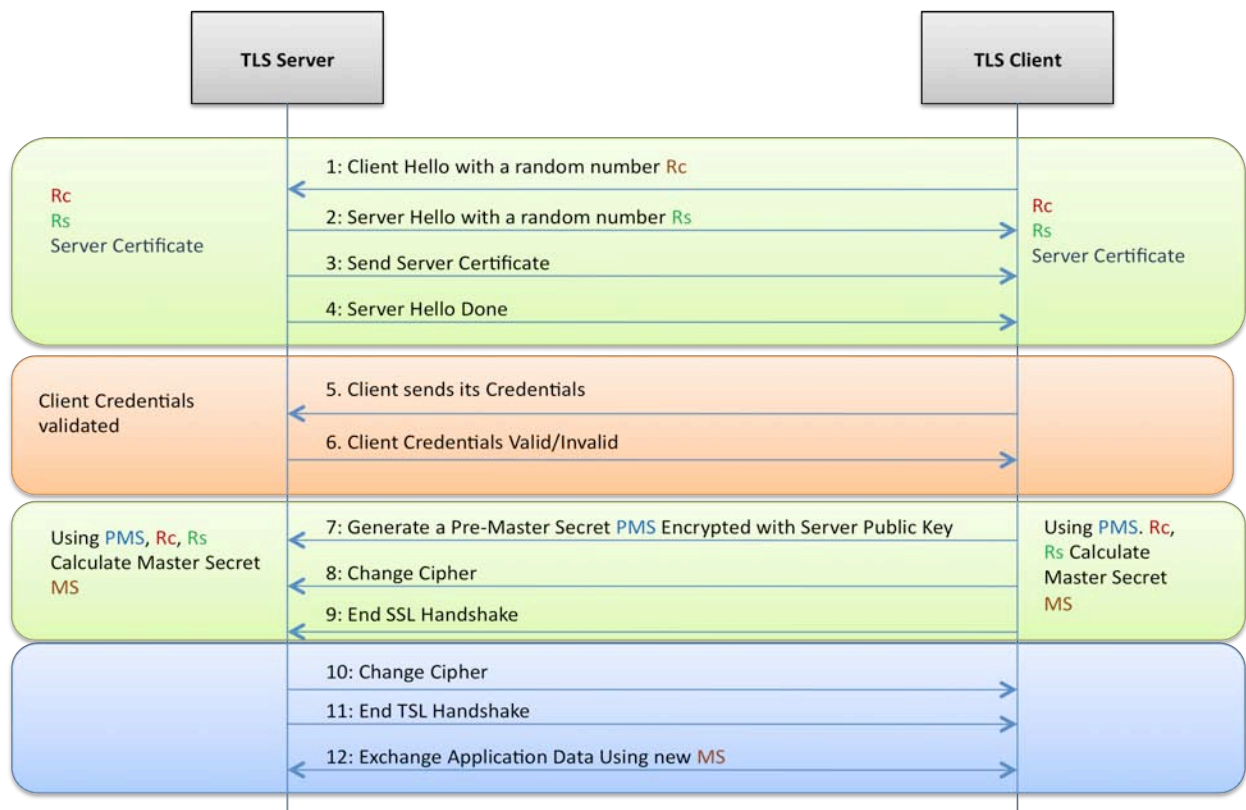 TLS Server
TLS Client
1: Client Hello with a random number Rc
Rc
Rs
Server Certificate
2: Server Hello with a random number Rs
3: Send Server Certificate
4: Server Hello Done
Rc
Rs
Server Certificate
Client Credentials
validated
5. Client sends its Credentials
6. Client Credentials Valid/Invalid
Using PMS, Rc, Rs
Calculate Master Secret
MS
7: Generate a Pre-Master Secret PMS Encrypted with Server Public Key
8: Change Cipher
9: End SSL Handshake
Using PMS. Rc,
Rs Calculate
Master Secret
MS
10: Change Cipher
11: End TSL Handshake
12: Exchange Application Data Using new MS